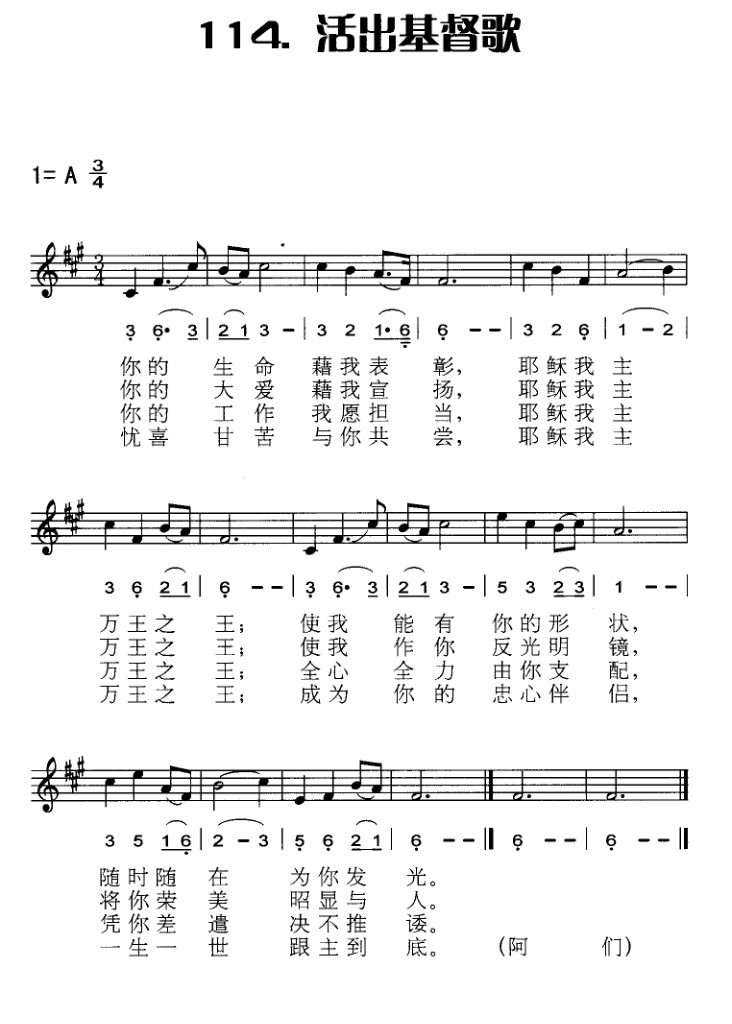 114. 活出基督歌
1= A 3/4
3 6· 3 | 2 1 3 – | 3 2 1· 6 | 6 – – | 3 2 6 | 1 – 2
你的 生命 藉我表 彰， 耶稣我 主
你的 大爱 藉我宣 扬， 耶稣我 主
你的 工作 我愿担 当， 耶稣我 主
忧喜 甘苦 与你共 尝， 耶稣我 主
3 6 2 1 | 6 – – | 3 6· 3 | 2 1 3 – | 5 3 2 3 | 1 – –
万王之 王； 使我 能有 你的形 状，
万王之 王； 使我 作你 反光明 镜，
万王之 王； 全心 全力 由你支 配，
万王之 王； 成为 你的 忠心伴 侣，
3 5 1 6 | 2 – 3 | 5 6 2 1 | 6 – – ‖ 6 – – | 6 – – ‖
随时随 在 为你发 光。
将你荣 美 昭显与 人。
凭你差 遣 决不推 诿。
一生一 世 跟主到 底。 (阿 们)